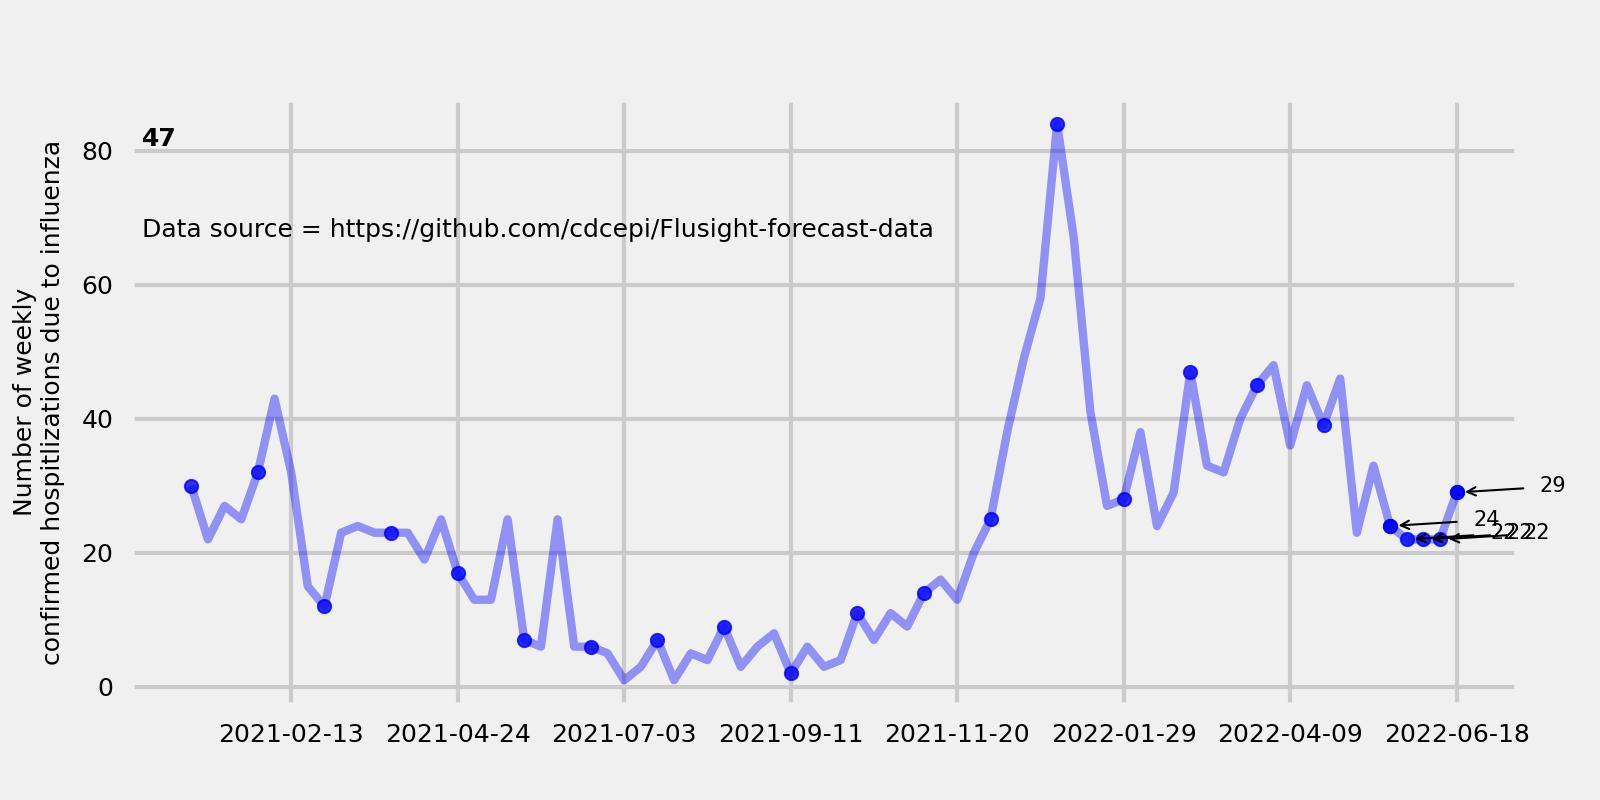 47
80
Data source = https://github.com/cdcepi/Flusight-forecast-data
60
40
20
0
Number of weekly
confirmed hospitlizations due to influenza
29
24
22
22
22
2021-02-13 2021-04-24 2021-07-03 2021-09-11 2021-11-20 2022-01-29 2022-04-09 2022-06-18